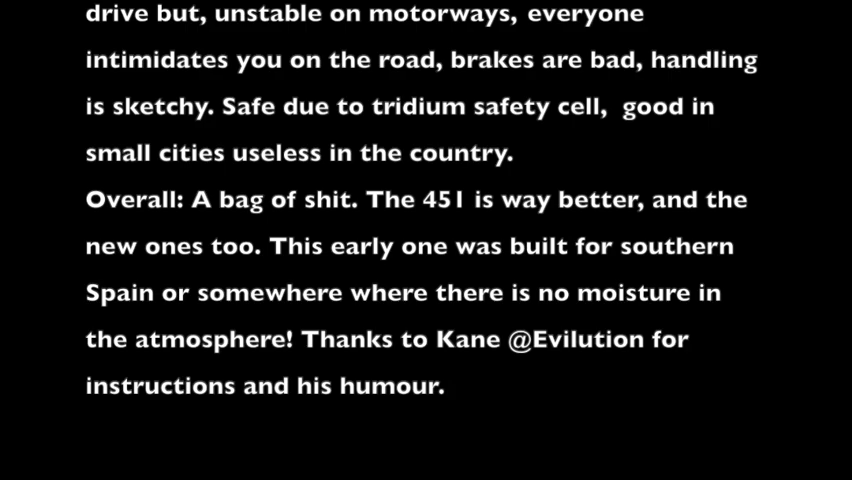 drive but, unstable on motorways, everyone
intimidates you on the road, brakes are bad, handling
is sketchy. Safe due to tridium safety cell,  good in
small cities useless in the country.
Overall: A bag of shit. The 451 is way better, and the
new ones too. This early one was built for southern
Spain or somewhere where there is no moisture in
the atmosphere! Thanks to Kane @Evilution for
instructions and his humour.